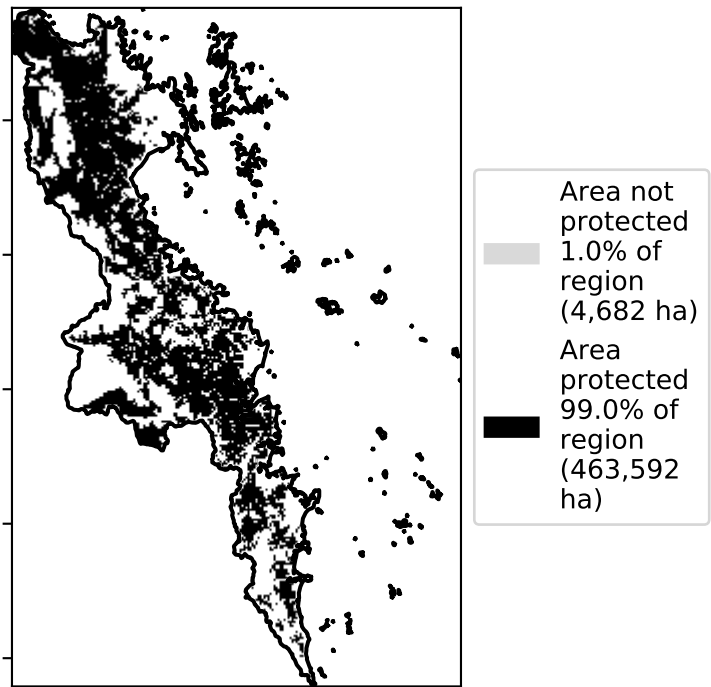 Area not
protected
1.0% of
region
(4,682 ha)
Area
protected
99.0% of
region
(463,592
ha)